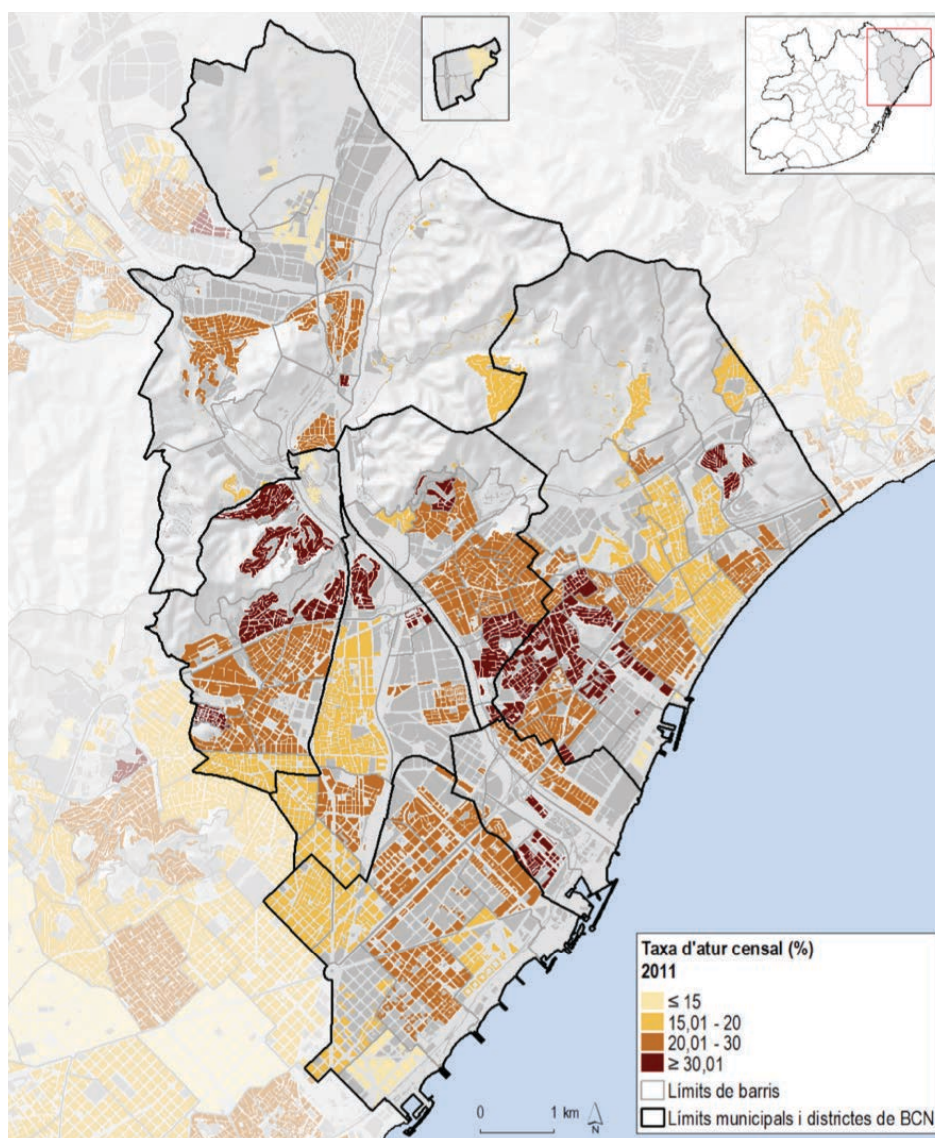 Taxa d'atur censal (%)
2011
≤ 15
15,01 - 20
20,01 - 30
≥ 30,01
Límits de barris
Límits municipals i districtes de BCN
0 1 km
N